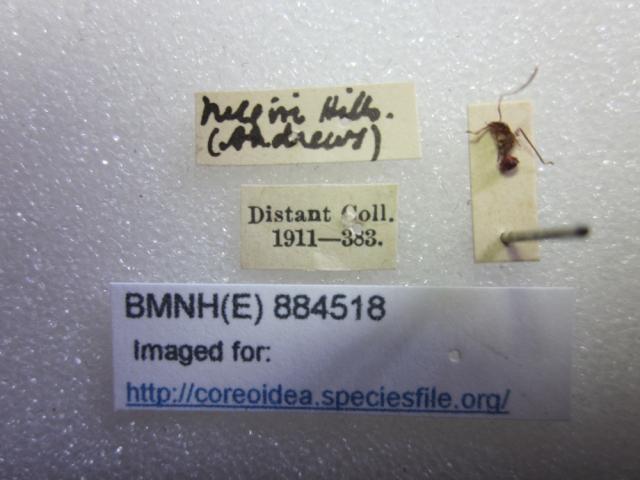 Nilgiri Hills.
(Andrews)
Distant Coll.
1911—383.
BMNH(E) 884518
Imaged for:
http://coreoidea.speciesfile.org/